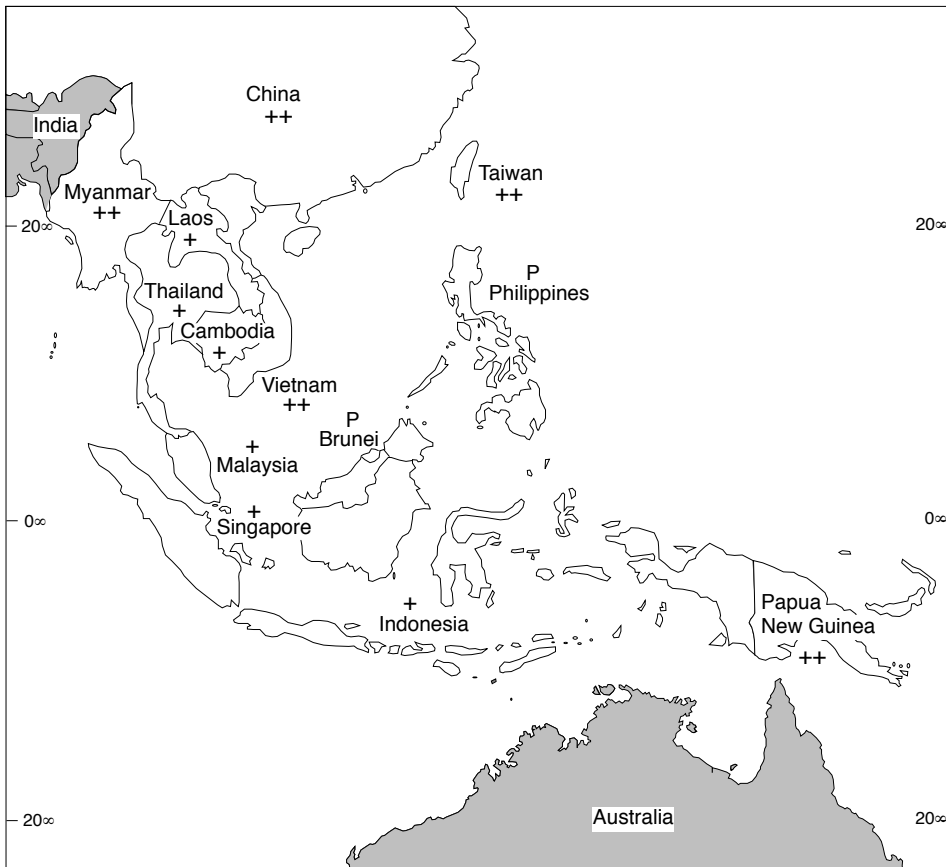 China
++
India
Taiwan
++
Myanmar
++
Laos
+
20∞
20∞
P
Philippines
Thailand
+
Cambodia
+
Vietnam
++
P
Brunei
+
Malaysia
+
Singapore
0∞
0∞
+
Indonesia
Papua
New Guinea
++
Australia
20∞
20∞